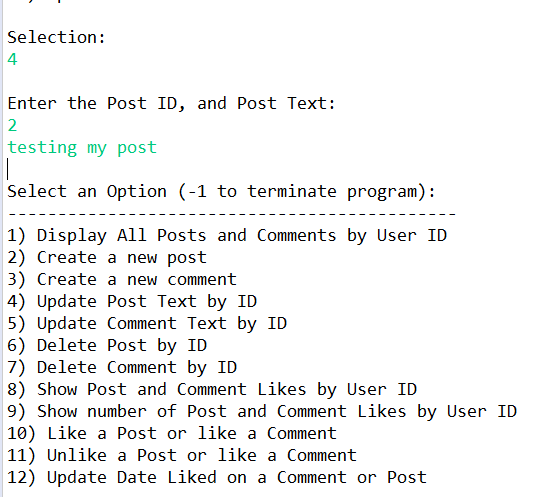 Selection:
4
Enter the Post ID, and Post Text:
2
testing my post
Select an Option (-1 to terminate program):
---------------------------------------------
1) Display All Posts and Comments by User ID
2) Create a new post
3) Create a new comment
4) Update Post Text by ID
5) Update Comment Text by ID
6) Delete Post by ID
7) Delete Comment by ID
8) Show Post and Comment Likes by User ID
9) Show number of Post and Comment Likes by User ID
10) Like a Post or like a Comment
11) Unlike a Post or like a Comment
12) Update Date Liked on a Comment or Post